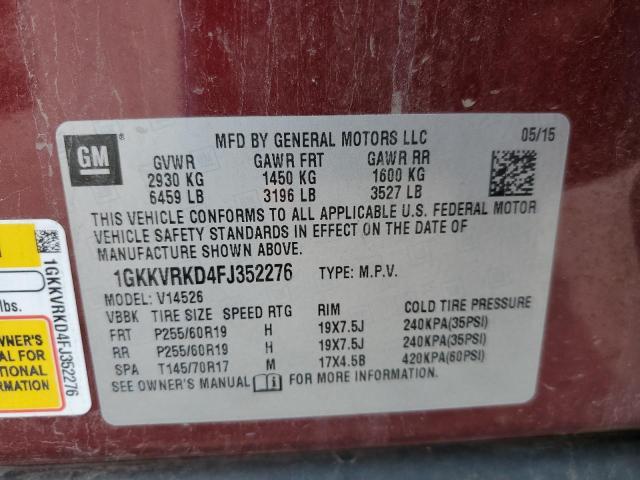 GM
MFD BY GENERAL MOTORS LLC 05/15
GVWR GAWR FRT GAWR RR
2930 KG 1450 KG 1600 KG
6459 LB 3196 LB 3527 LB
THIS VEHICLE CONFORMS TO ALL APPLICABLE U.S. FEDERAL MOTOR
VEHICLE SAFETY STANDARDS IN EFFECT ON THE DATE OF
MANUFACTURE SHOWN ABOVE.
1GKKVRKD4FJ352276 TYPE: M.P.V.
MODEL: V14526
VBBK TIRE SIZE SPEED RTG RIM COLD TIRE PRESSURE
FRT P255/60R19 H 19X7.5J 240KPA(35PSI)
RR P255/60R19 H 19X7.5J 240KPA(35PSI)
SPA T145/70R17 M 17X4.5B 420KPA(60PSI)
SEE OWNER'S MANUAL FOR MORE INFORMATION.
lbs.
OWNER'S
AL FOR
TIONAL
RMATION
1GKKVRKD4FJ352276